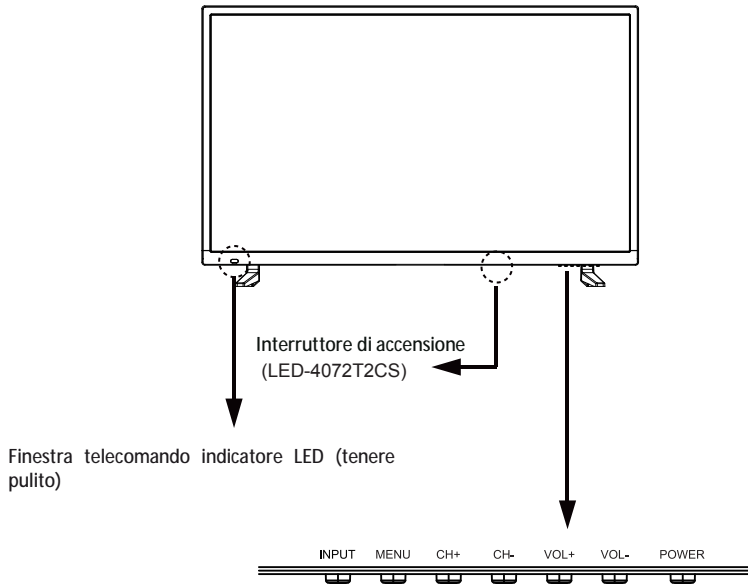 Interruttore di accensione
(LED-4072T2CS)
Finestra telecomando indicatore LED (tenere
pulito)
INPUT MENU CH+ CH- VOL+ VOL- POWER